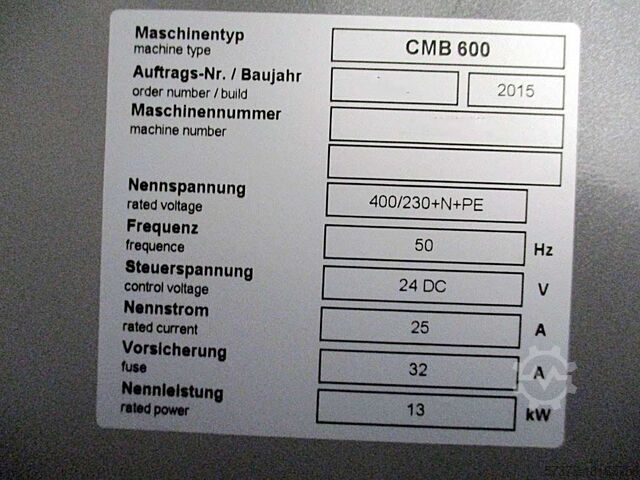 Maschinentyp CMB 600
machine type
Auftrags-Nr. / Baujahr 2015
order number / build
Maschinennummer
machine number
Nennspannung 400/230+N+PE
rated voltage
Frequenz 50 Hz
frequence
Steuerspannung 24 DC V
control voltage
Nennstrom 25 A
rated current
Vorsicherung 32 A
fuse
Nennleistung 13 kW
rated power